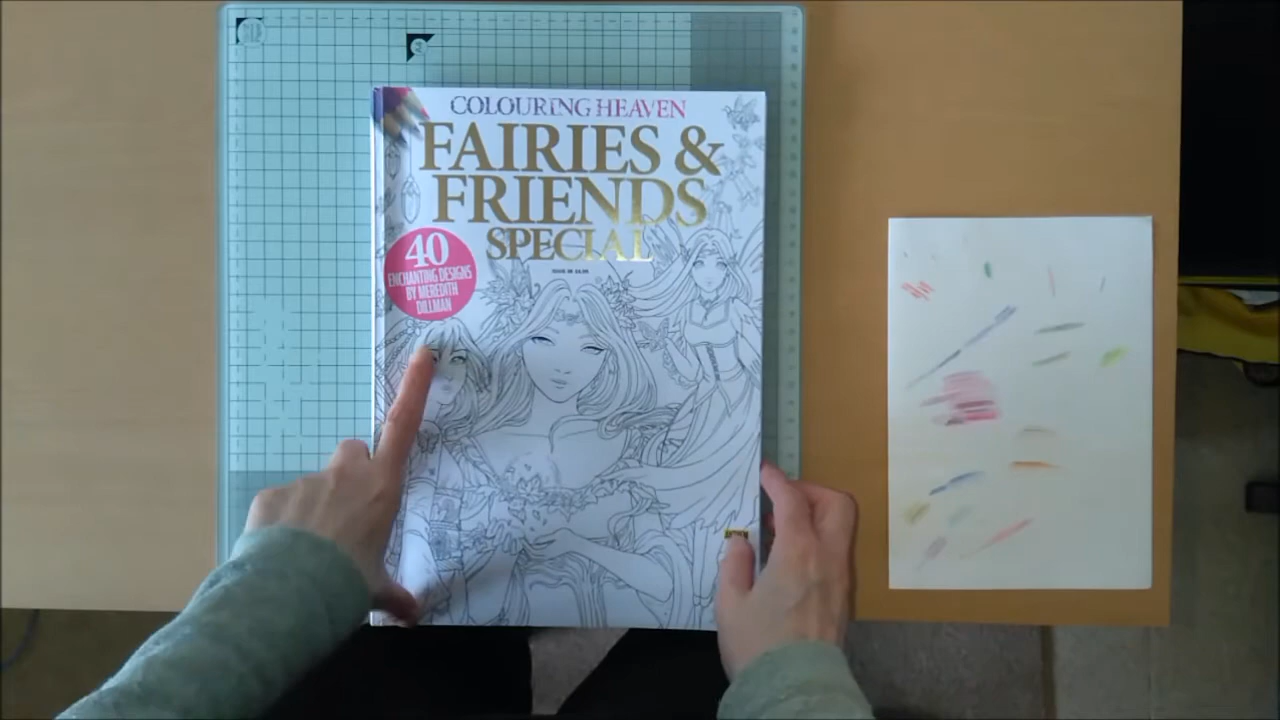 COLOURING HEAVEN
FAIRIES &
FRIENDS
SPECIAL
40
ENCHANTING DESIGNS
BY MEREDITH
DILLMAN